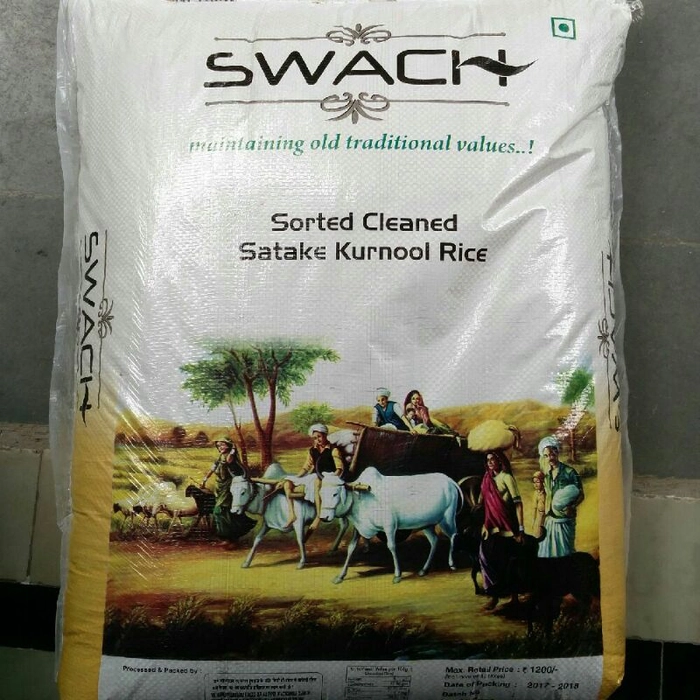 SWACH
maintaining old traditional values..!
Sorted Cleaned
Satake Kurnool Rice
SWACH
SWACH
Processed & Packed by
Max. Retail Price : ₹ 1200/-
Date of Packing : 2017 - 2018